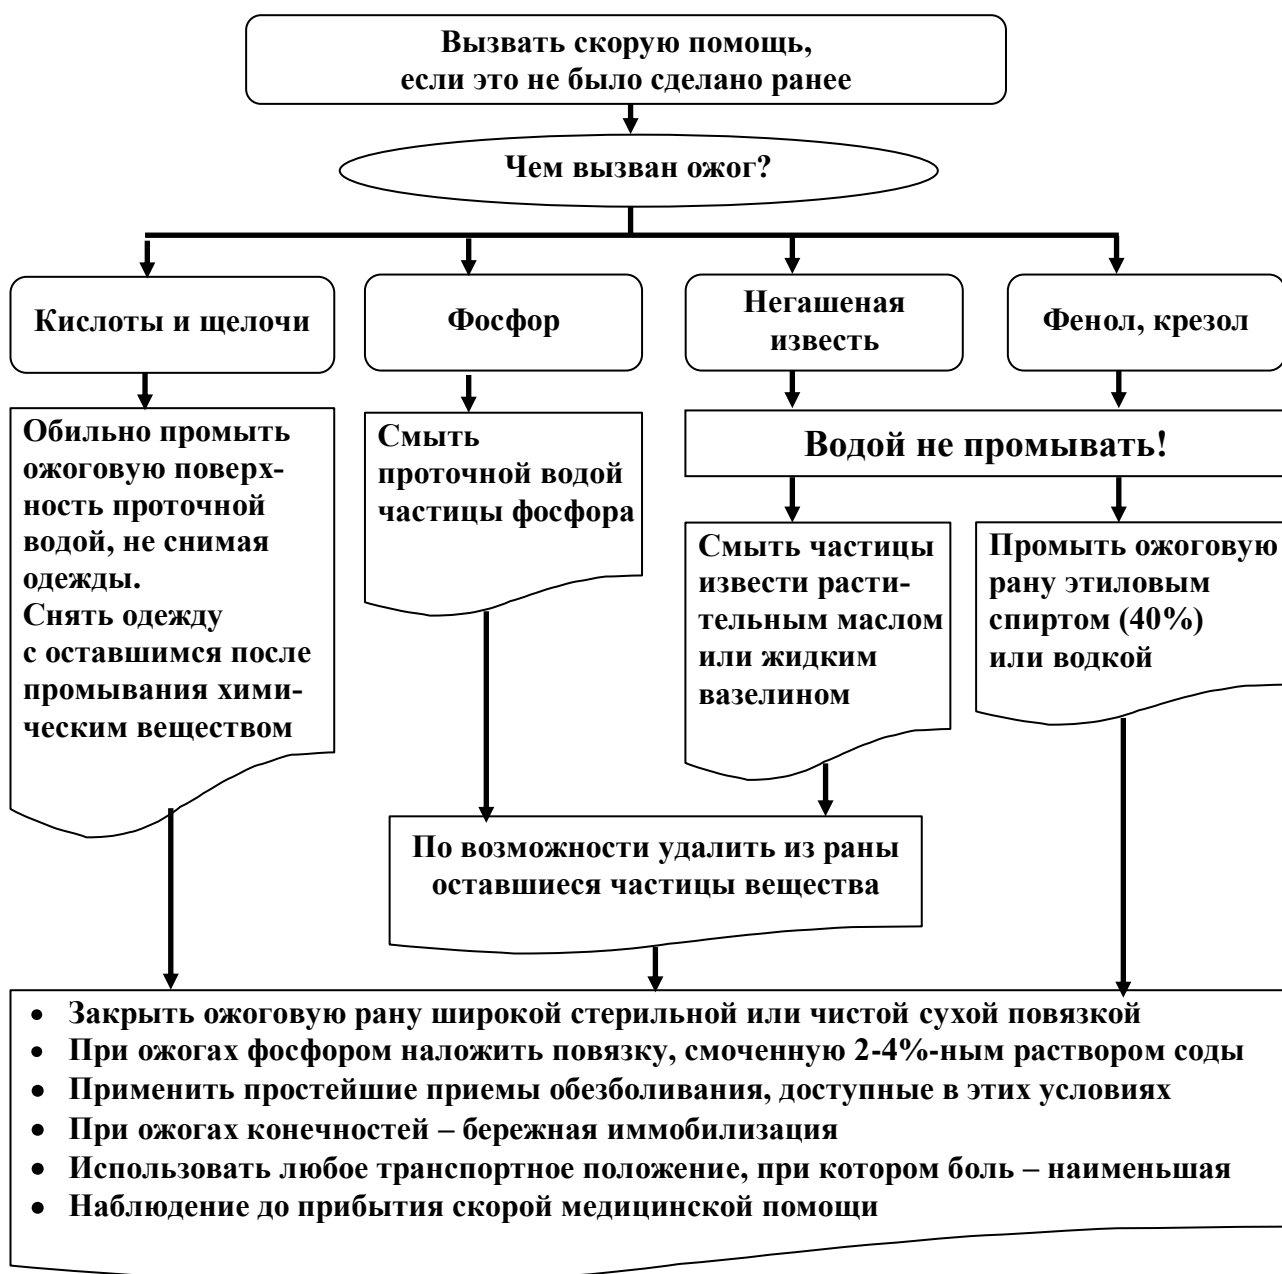 Вызвать скорую помощь,
если это не было сделано ранее
Чем вызван ожог?
Кислоты и щелочи
Фосфор
Негашеная
известь
Фенол, крезол
Обильно промыть
ожоговую поверх-
ность проточной
водой, не снимая
одежды.
Снять одежду
с оставшимся после
промывания хими-
ческим веществом
Смыть
проточной водой
частицы фосфора
Водой не промывать!
Смыть частицы
извести расти-
тельным маслом
или жидким
вазелином
Промыть ожоговую
рану этиловым
спиртом (40%)
или водкой
По возможности удалить из раны
оставшиеся частицы вещества
• Закрыть ожоговую рану широкой стерильной или чистой сухой повязкой
• При ожогах фосфором наложить повязку, смоченную 2-4%-ным раствором соды
• Применить простейшие приемы обезболивания, доступные в этих условиях
• При ожогах конечностей – бережная иммобилизация
• Использовать любое транспортное положение, при котором боль – наименьшая
• Наблюдение до прибытия скорой медицинской помощи